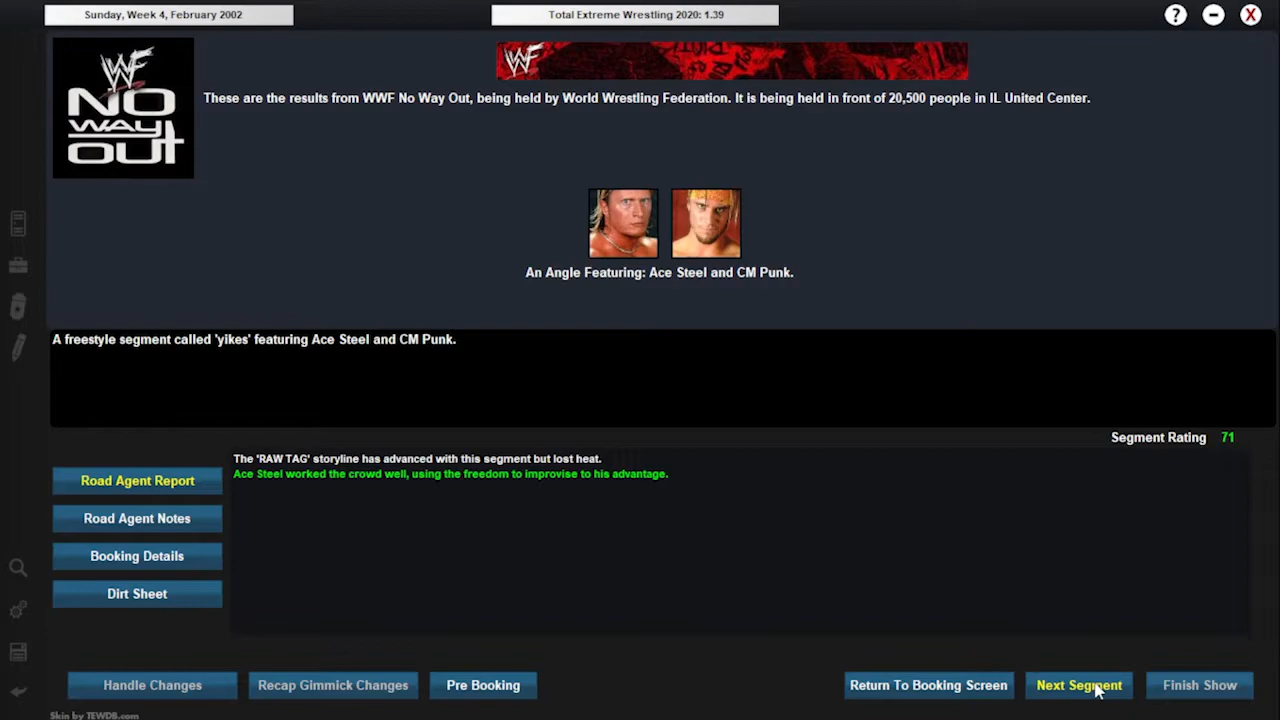 Sunday, Week 4, February 2002
Total Extreme Wrestling 2020: 1.39
?
X
WF
NO
WAY
OUT
WF
These are the results from WWF No Way Out, being held by World Wrestling Federation. It is being held in front of 20,500 people in IL United Center.
An Angle Featuring: Ace Steel and CM Punk.
A freestyle segment called 'yikes' featuring Ace Steel and CM Punk.
Segment Rating 71
The 'RAW TAG' storyline has advanced with this segment but lost heat.
Ace Steel worked the crowd well, using the freedom to improvise to his advantage.
Road Agent Report
Road Agent Notes
Booking Details
Dirt Sheet
Handle Changes
Recap Gimmick Changes
Pre Booking
Return To Booking Screen
Next Segment
Finish Show
Skin by TEWDB.com